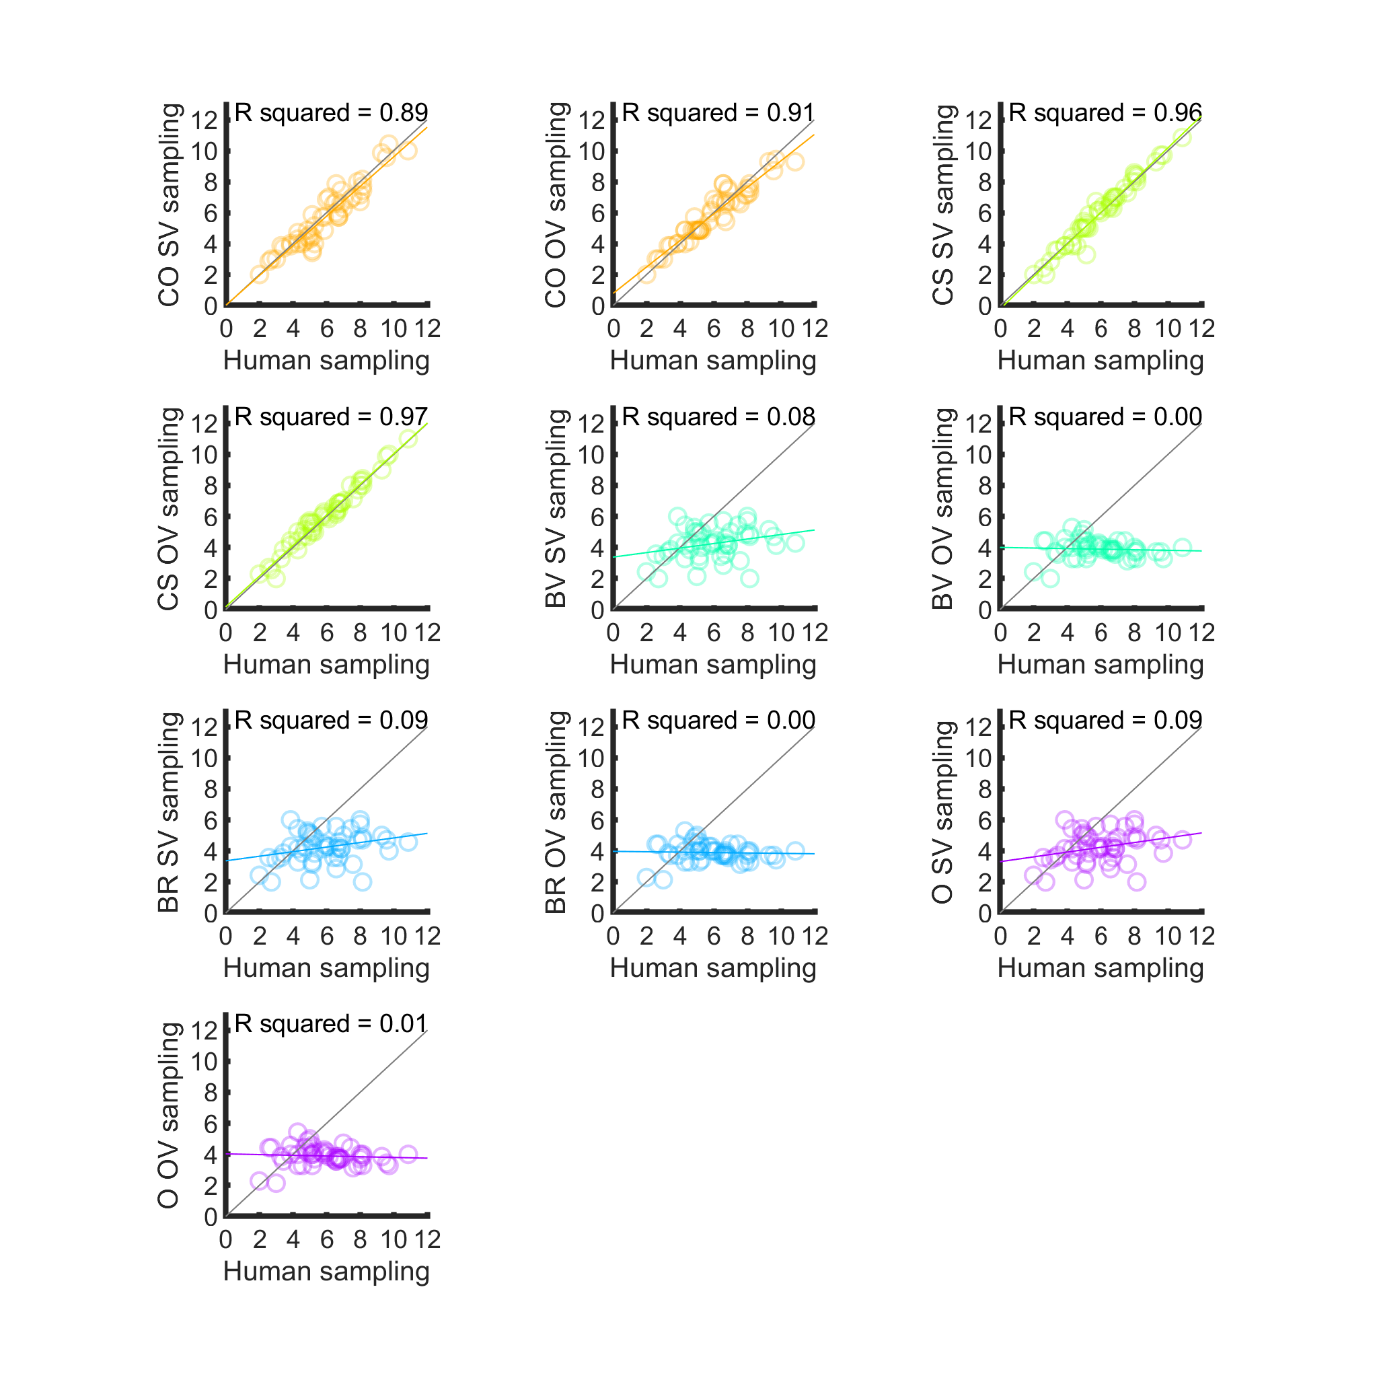 R squared = 0.89
CO SV sampling
12
10
8
6
4
2
0
0 2 4 6 8 10 12
Human sampling
R squared = 0.91
CO OV sampling
12
10
8
6
4
2
0
0 2 4 6 8 10 12
Human sampling
R squared = 0.96
CS SV sampling
12
10
8
6
4
2
0
0 2 4 6 8 10 12
Human sampling
R squared = 0.97
CS OV sampling
12
10
8
6
4
2
0
0 2 4 6 8 10 12
Human sampling
R squared = 0.08
BV SV sampling
12
10
8
6
4
2
0
0 2 4 6 8 10 12
Human sampling
R squared = 0.00
BV OV sampling
12
10
8
6
4
2
0
0 2 4 6 8 10 12
Human sampling
R squared = 0.09
BR SV sampling
12
10
8
6
4
2
0
0 2 4 6 8 10 12
Human sampling
R squared = 0.00
BR OV sampling
12
10
8
6
4
2
0
0 2 4 6 8 10 12
Human sampling
R squared = 0.09
O SV sampling
12
10
8
6
4
2
0
0 2 4 6 8 10 12
Human sampling
R squared = 0.01
O OV sampling
12
10
8
6
4
2
0
0 2 4 6 8 10 12
Human sampling